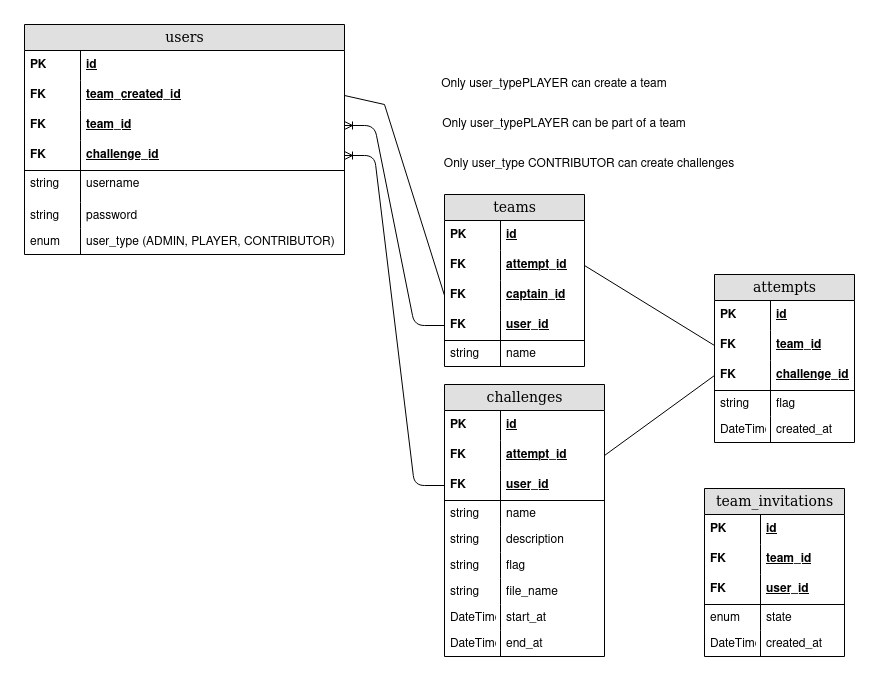 users
PK id
FK team_created_id
FK team_id
FK challenge_id
string username
string password
enum user_type (ADMIN, PLAYER, CONTRIBUTOR)
Only user_typePLAYER can create a team
Only user_typePLAYER can be part of a team
Only user_type CONTRIBUTOR can create challenges
teams
PK id
FK attempt_id
FK captain_id
FK user_id
string name
attempts
PK id
FK team_id
FK challenge_id
string flag
DateTim created_at
challenges
PK id
FK attempt_id
FK user_id
string name
string description
string flag
string file_name
DateTim start_at
DateTim end_at
team_invitations
PK id
FK team_id
FK user_id
enum state
DateTim created_at